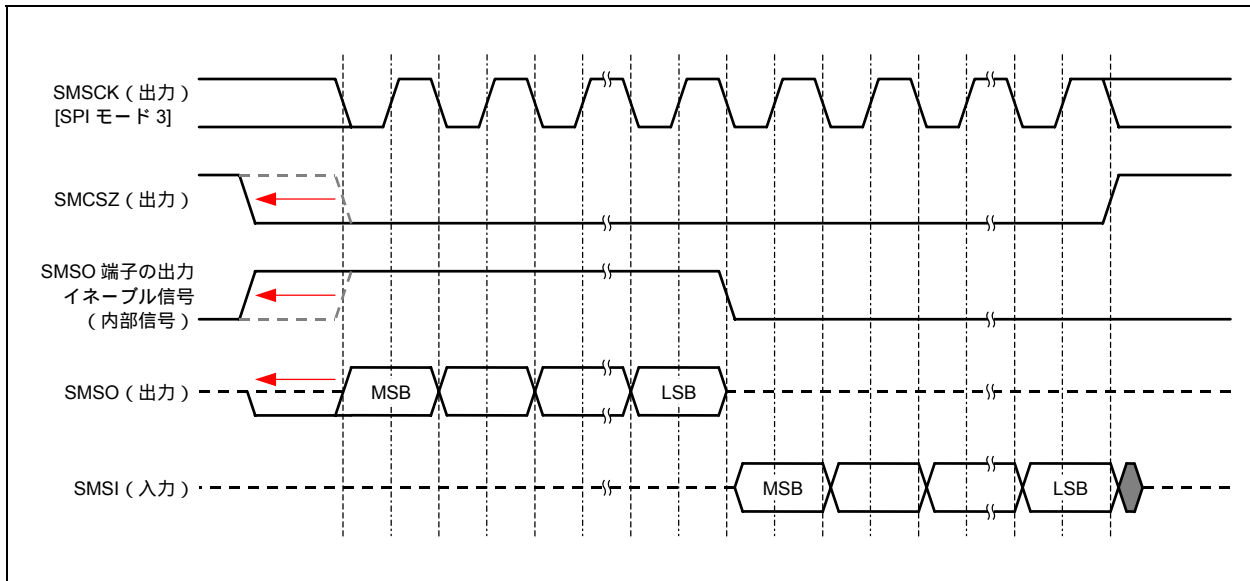 SMSCK（出力）
[SPI モード 3]
SMCSZ（出力）
SMSO 端子の出力
イネーブル信号
（内部信号）
SMSO（出力）
MSB
LSB
SMSI（入力）
MSB
LSB